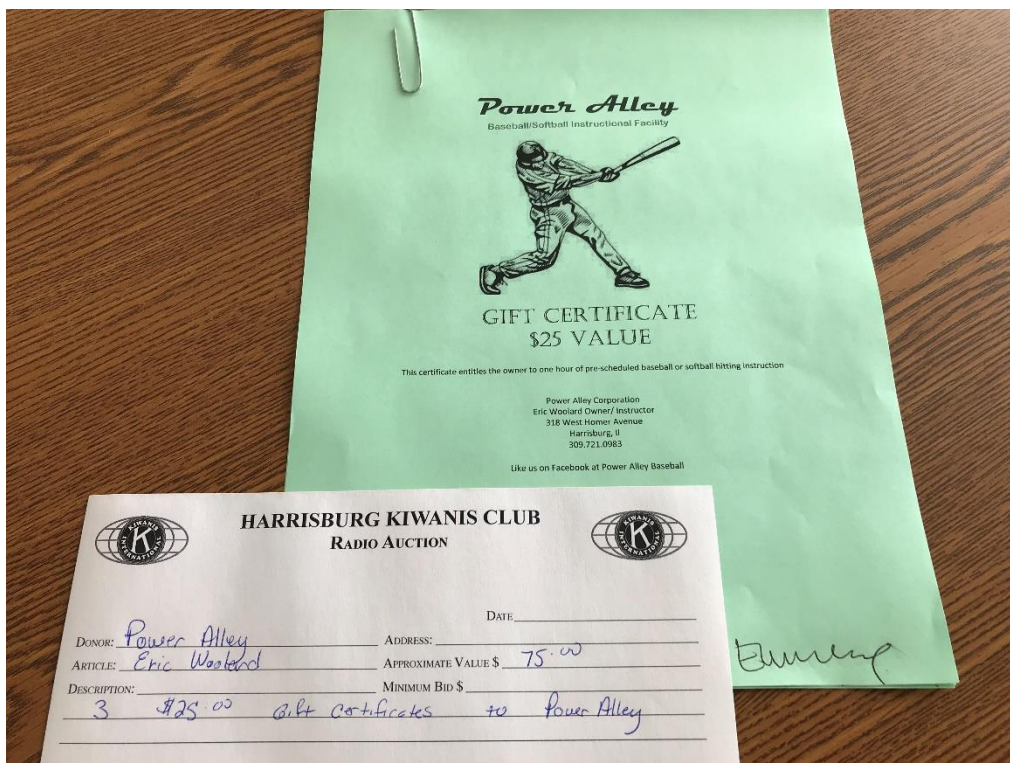 Power Alley
Baseball/Softball Instructional Facility
GIFT CERTIFICATE
$25 VALUE
This certificate entitles the owner to one hour of pre-scheduled baseball or softball hitting instruction
Power Alley Corporation
Eric Woolard Owner/ Instructor
318 West Homer Avenue
Harrisburg, Il
309.721.0983
Like us on Facebook at Power Alley Baseball
HARRISBURG KIWANIS CLUB
RADIO AUCTION
KIWANIS K INTERNATIONAL
KIWANIS K INTERNATIONAL
DATE
DONOR: Power Alley ADDRESS:
ARTICLE: Eric Woolard APPROXIMATE VALUE $ 75.00
DESCRIPTION: MINIMUM BID $
3 $25.00 Gift Certificates to Power Alley